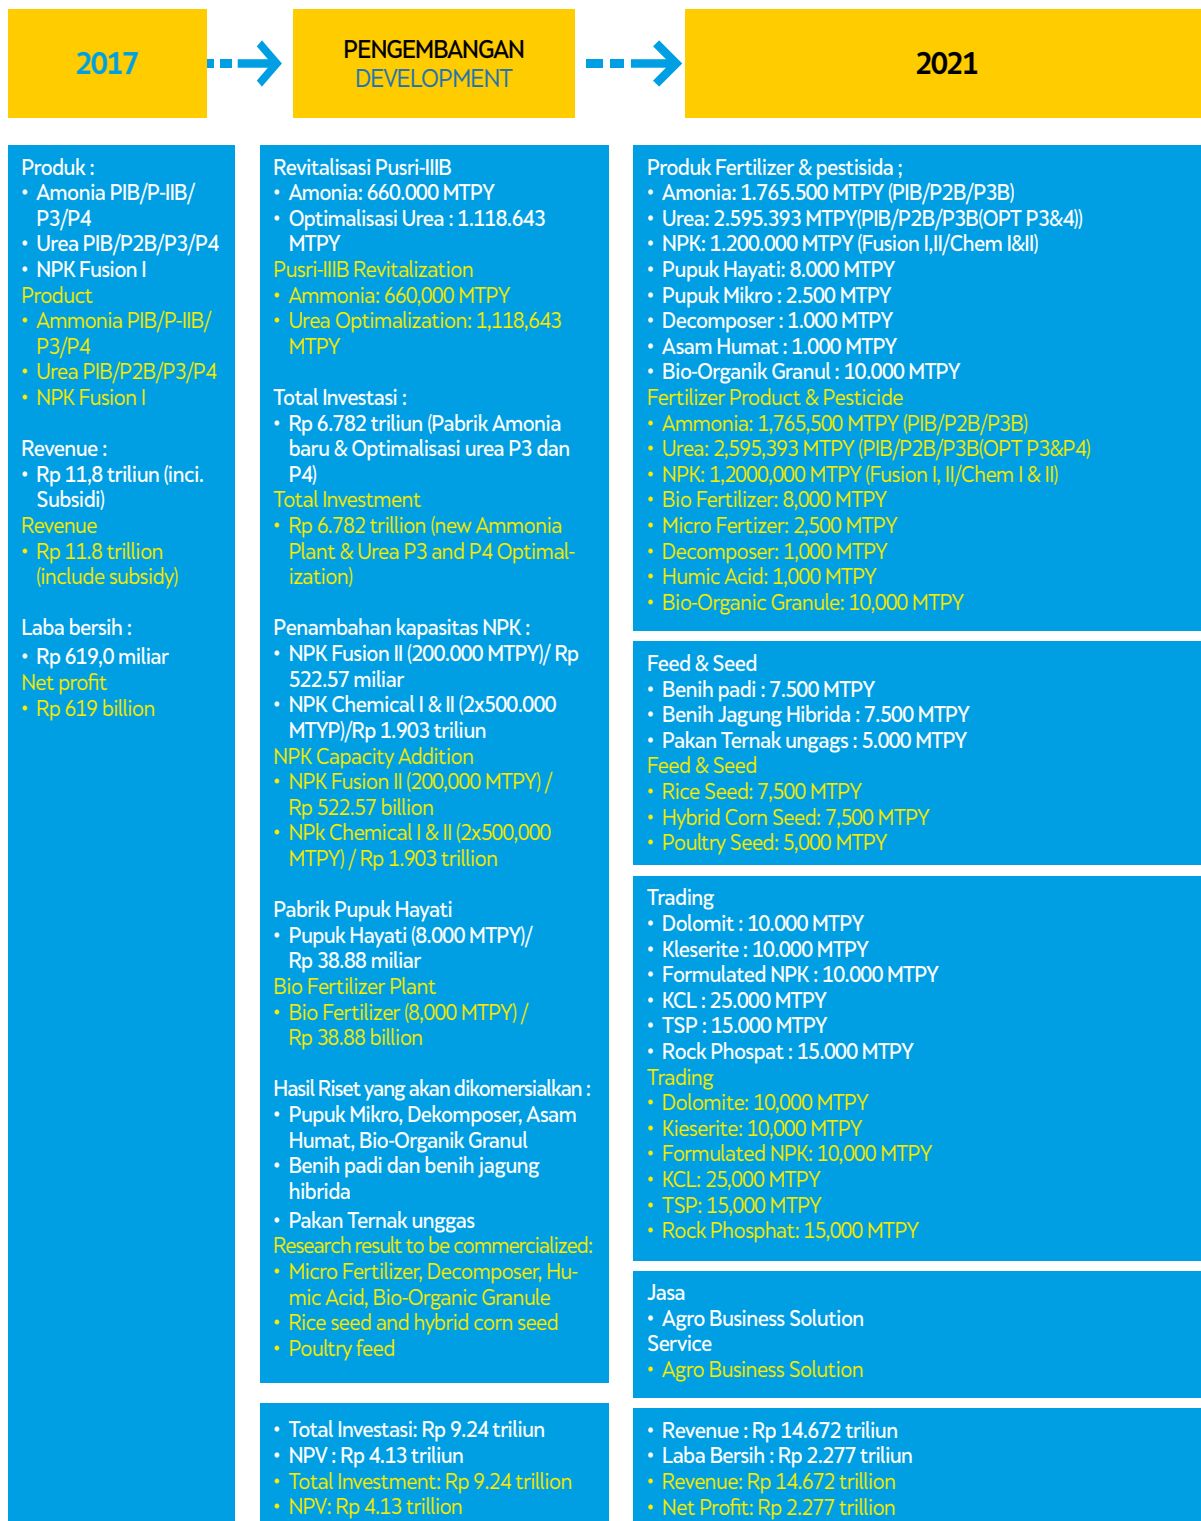 2017
PENGEMBANGAN
DEVELOPMENT
2021
Produk :
• Amonia PIB/P-IIB/
P3/P4
• Urea PIB/P2B/P3/P4
• NPK Fusion I
Product
• Ammonia PIB/P-IIB/
P3/P4
• Urea PIB/P2B/P3/P4
• NPK Fusion I
Revenue :
• Rp 11,8 triliun (inci.
Subsidi)
Revenue
• Rp 11.8 trillion
(include subsidy)
Laba bersih :
• Rp 619,0 miliar
Net profit
• Rp 619 billion
Revitalisasi Pusri-IIIB
• Amonia: 660.000 MTPY
• Optimalisasi Urea : 1.118.643
MTPY
Pusri-IIIB Revitalization
• Ammonia: 660,000 MTPY
• Urea Optimalization: 1,118,643
MTPY
Total Investasi :
• Rp 6.782 triliun (Pabrik Amonia
baru & Optimalisasi urea P3 dan
P4)
Total Investment
• Rp 6.782 trillion (new Ammonia
Plant & Urea P3 and P4 Optimal-
ization)
Penambahan kapasitas NPK :
• NPK Fusion II (200.000 MTPY)/ Rp
522.57 miliar
• NPK Chemical I & II (2x500.000
MTYP)/Rp 1.903 triliun
NPK Capacity Addition
• NPK Fusion II (200,000 MTPY) /
Rp 522.57 billion
• NPk Chemical I & II (2x500,000
MTPY) / Rp 1.903 trillion
Pabrik Pupuk Hayati
• Pupuk Hayati (8.000 MTPY)/
Rp 38.88 miliar
Bio Fertilizer Plant
• Bio Fertilizer (8,000 MTPY) /
Rp 38.88 billion
Hasil Riset yang akan dikomersialkan :
• Pupuk Mikro, Dekomposer, Asam
Humat, Bio-Organik Granul
• Benih padi dan benih jagung
hibrida
• Pakan Ternak unggas
Research result to be commercialized:
• Micro Fertilizer, Decomposer, Hu-
mic Acid, Bio-Organic Granule
• Rice seed and hybrid corn seed
• Poultry feed
• Total Investasi: Rp 9.24 triliun
• NPV : Rp 4.13 triliun
• Total Investment: Rp 9.24 trillion
• NPV: Rp 4.13 trillion
Produk Fertilizer & pestisida ;
• Amonia: 1.765.500 MTPY (PIB/P2B/P3B)
• Urea: 2.595.393 MTPY(PIB/P2B/P3B(OPT P3&4))
• NPK: 1.200.000 MTPY (Fusion I,II/Chem I&II)
• Pupuk Hayati: 8.000 MTPY
• Pupuk Mikro : 2.500 MTPY
• Decomposer : 1.000 MTPY
• Asam Humat : 1.000 MTPY
• Bio-Organik Granul : 10.000 MTPY
Fertilizer Product & Pesticide
• Ammonia: 1,765,500 MTPY (PIB/P2B/P3B)
• Urea: 2,595,393 MTPY (PIB/P2B/P3B(OPT P3&P4)
• NPK: 1,2000,000 MTPY (Fusion I, II/Chem I & II)
• Bio Fertilizer: 8,000 MTPY
• Micro Fertizer: 2,500 MTPY
• Decomposer: 1,000 MTPY
• Humic Acid: 1,000 MTPY
• Bio-Organic Granule: 10,000 MTPY
Feed & Seed
• Benih padi : 7.500 MTPY
• Benih Jagung Hibrida : 7.500 MTPY
• Pakan Ternak ungags : 5.000 MTPY
Feed & Seed
• Rice Seed: 7,500 MTPY
• Hybrid Corn Seed: 7,500 MTPY
• Poultry Seed: 5,000 MTPY
Trading
• Dolomit : 10.000 MTPY
• Kleserite : 10.000 MTPY
• Formulated NPK : 10.000 MTPY
• KCL : 25.000 MTPY
• TSP : 15.000 MTPY
• Rock Phospat : 15.000 MTPY
Trading
• Dolomite: 10,000 MTPY
• Kieserite: 10,000 MTPY
• Formulated NPK: 10,000 MTPY
• KCL: 25,000 MTPY
• TSP: 15,000 MTPY
• Rock Phosphat: 15,000 MTPY
Jasa
• Agro Business Solution
Service
• Agro Business Solution
• Revenue : Rp 14.672 triliun
• Laba Bersih : Rp 2.277 triliun
• Revenue: Rp 14.672 trillion
• Net Profit: Rp 2.277 trillion